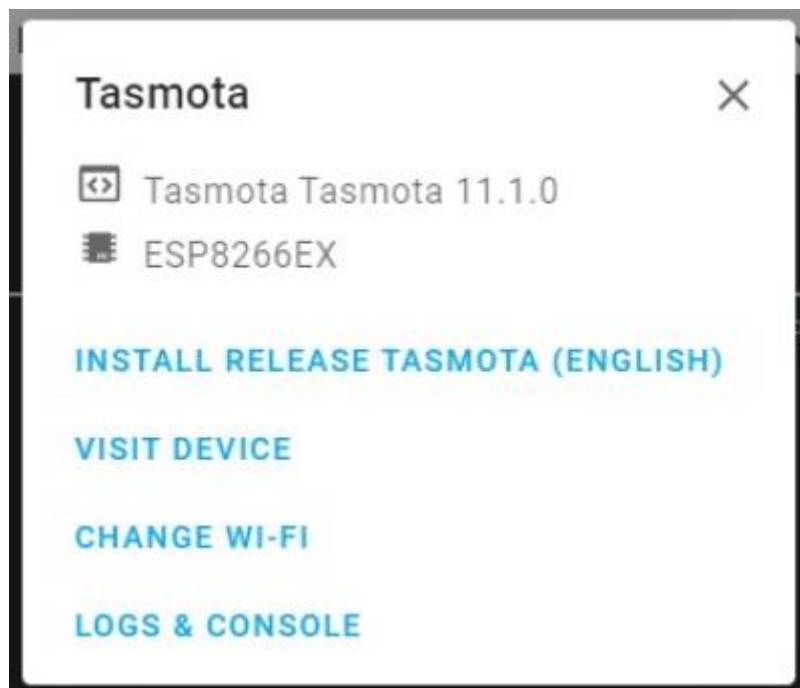 Tasmota
Tasmota Tasmota 11.1.0
ESP8266EX
INSTALL RELEASE TASMOTA (ENGLISH)
VISIT DEVICE
CHANGE WI-FI
LOGS & CONSOLE